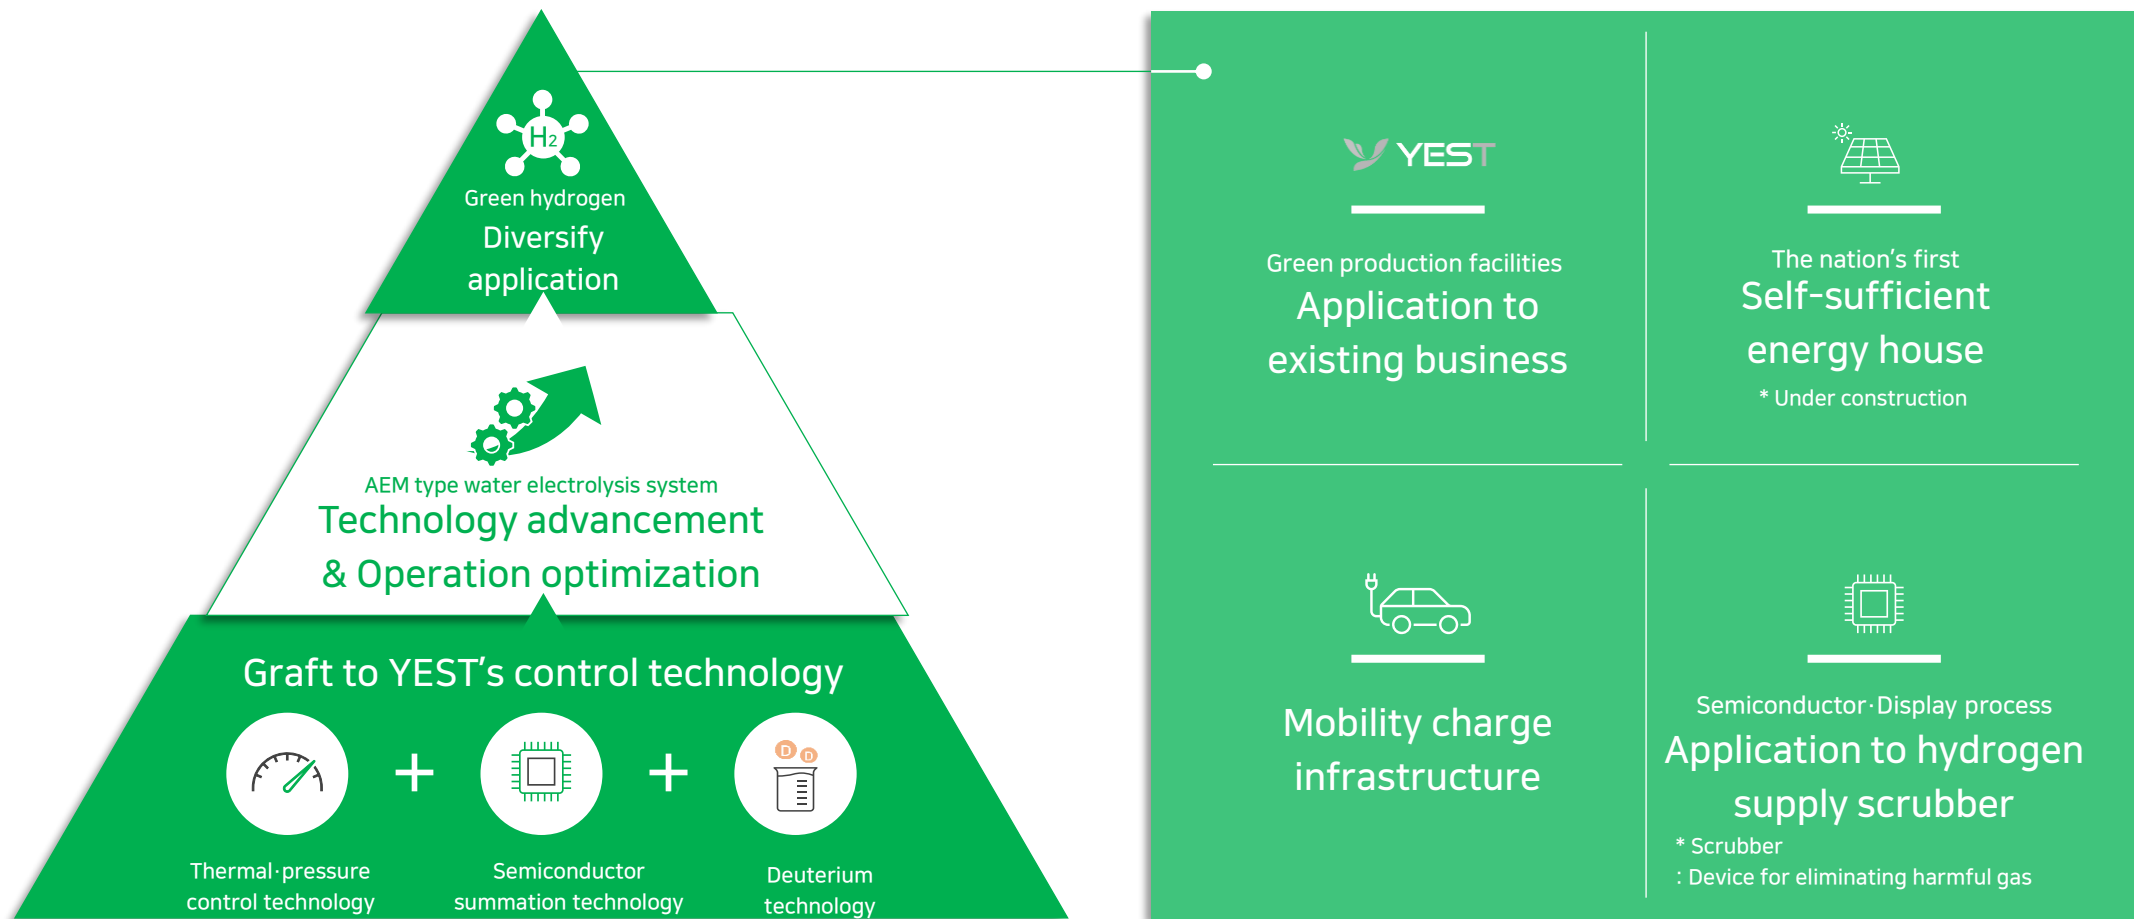 H2
Green hydrogen
Diversify
application
AEM type water electrolysis system
Technology advancement
& Operation optimization
Graft to YEST's control technology
+
+
D D
Thermal·pressure
control technology
Semiconductor
summation technology
Deuterium
technology
YEST
Green production facilities
Application to
existing business
The nation's first
Self-sufficient
energy house
* Under construction
Mobility charge
infrastructure
Semiconductor·Display process
Application to hydrogen
supply scrubber
* Scrubber
: Device for eliminating harmful gas